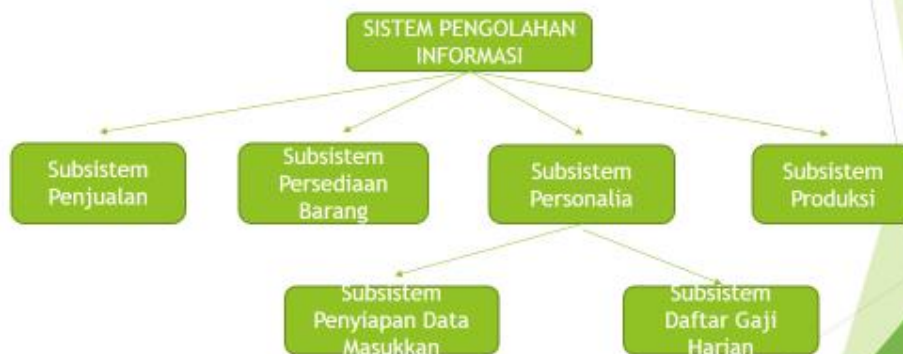 SISTEM PENGOLAHAN
INFORMASI
Subsistem
Penjualan
Subsistem
Persediaan
Barang
Subsistem
Personalia
Subsistem
Produksi
Subsistem
Penyiapan Data
Masukkan
Subsistem
Daftar Gaji
Harian